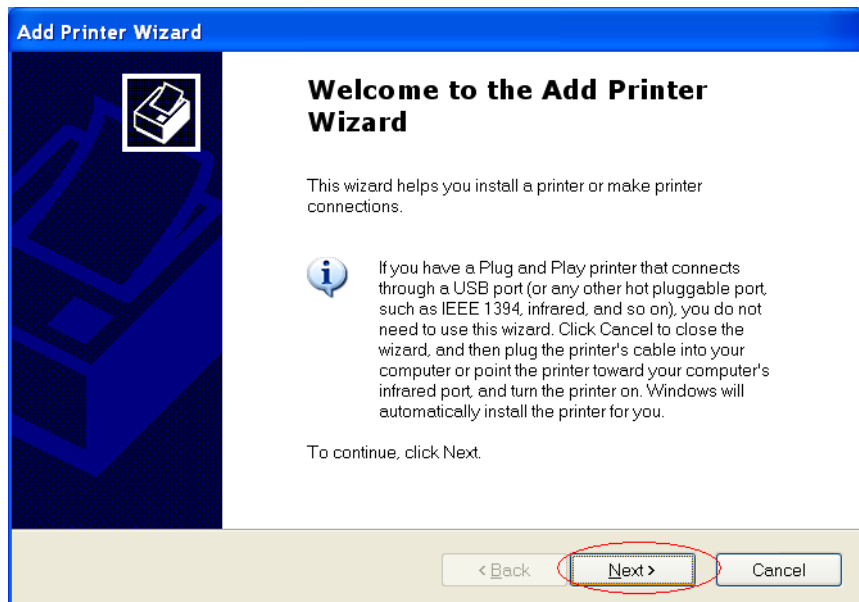 Add Printer Wizard
Welcome to the Add Printer
Wizard
This wizard helps you install a printer or make printer
connections.
If you have a Plug and Play printer that connects
through a USB port (or any other hot pluggable port,
such as IEEE 1394, infrared, and so on), you do not
need to use this wizard. Click Cancel to close the
wizard, and then plug the printer's cable into your
computer or point the printer toward your computer's
infrared port, and turn the printer on. Windows will
automatically install the printer for you.
To continue, click Next.
< Back
Next >
Cancel